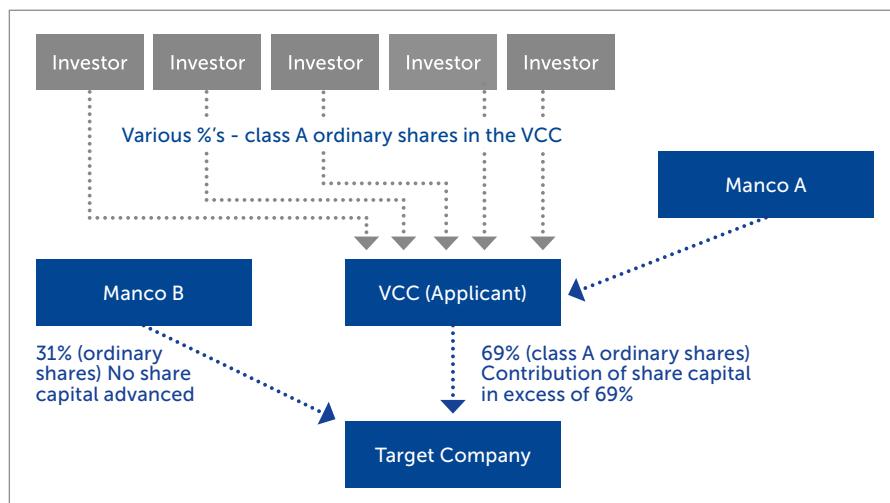 Investor
Investor
Investor
Investor
Investor
Various %'s - class A ordinary shares in the VCC
Manco A
Manco B
VCC (Applicant)
31% (ordinary
shares) No share
capital advanced
69% (class A ordinary shares)
Contribution of share capital
in excess of 69%
Target Company